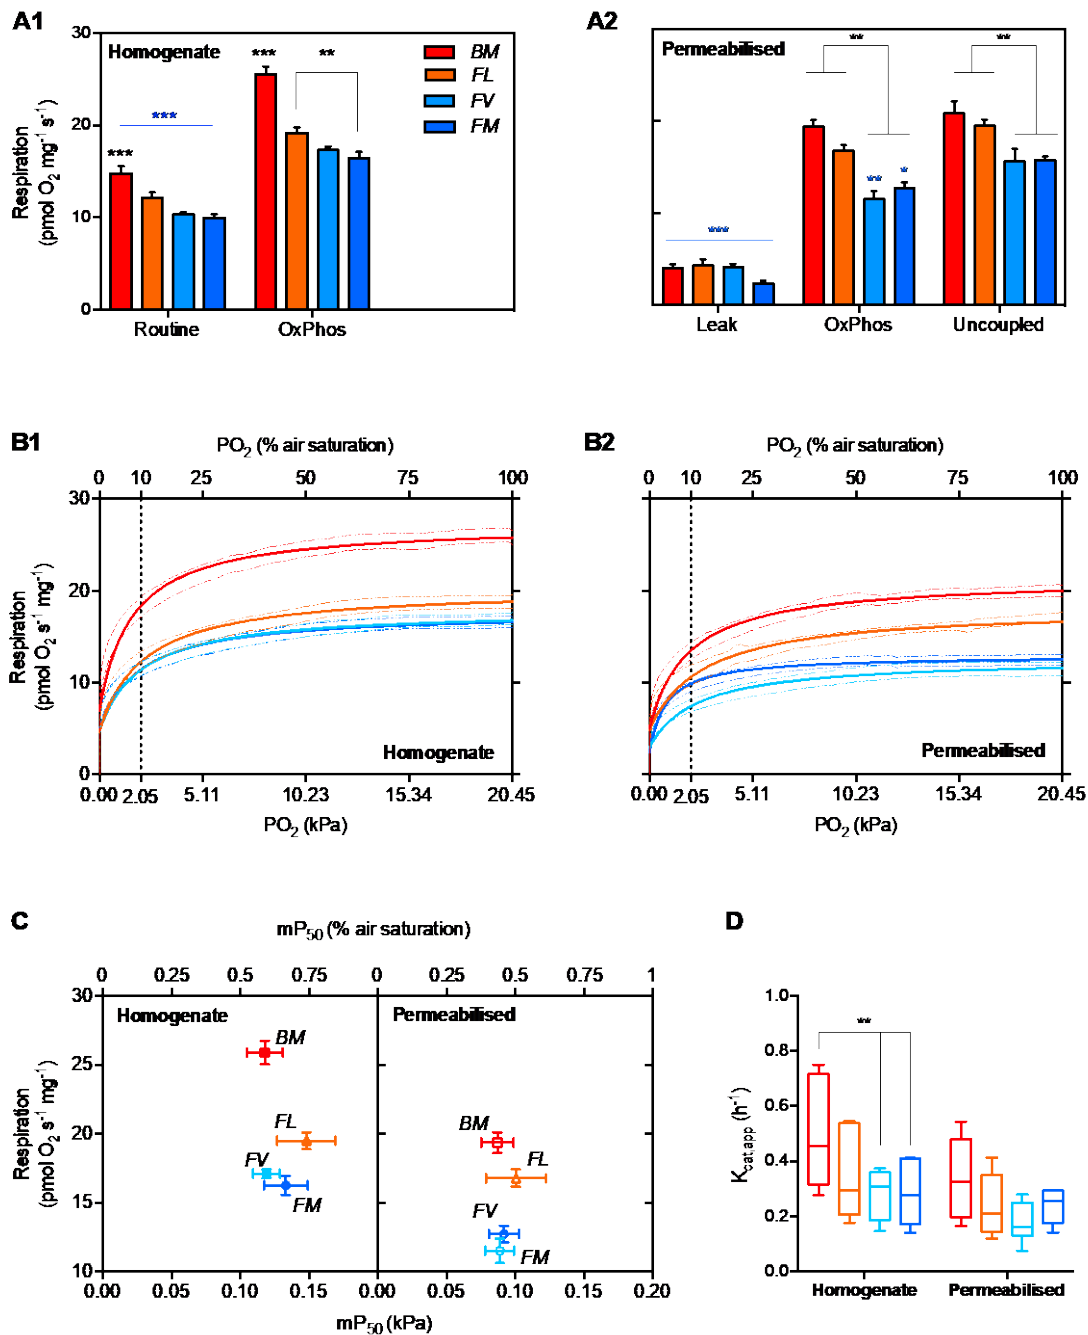 A1
30
20
10
0
Respiration
(pmol O2 mg-1 s-1)
Homogenate
***
***
***
**
BM
FL
FV
FM
Routine
OxPhos
A2
Permeabilised
***
**
*
**
**
Leak
OxPhos
Uncoupled
B1
PO2 (% air saturation)
0 10 25 50 75 100
30
20
10
0
Respiration
(pmol O2 s-1 mg-1)
Homogenate
0.00 2.05 5.11 10.23 15.34 20.45
PO2 (kPa)
B2
PO2 (% air saturation)
0 10 25 50 75 100
Permeabilised
0.00 2.05 5.11 10.23 15.34 20.45
PO2 (kPa)
C
mP50 (% air saturation)
0 0.25 0.5 0.75 0 0.25 0.5 0.75 1
30
25
20
15
10
Respiration
(pmol O2 s-1 mg-1)
Homogenate
BM
FL
FV
FM
Permeabilised
BM
FL
FV
FM
0.00 0.05 0.10 0.15 0.00 0.05 0.10 0.15 0.20
mP50 (kPa)
D
1.0
0.8
0.6
0.4
0.2
0.0
Kcat,app (h-1)
**
Homogenate
Permeabilised